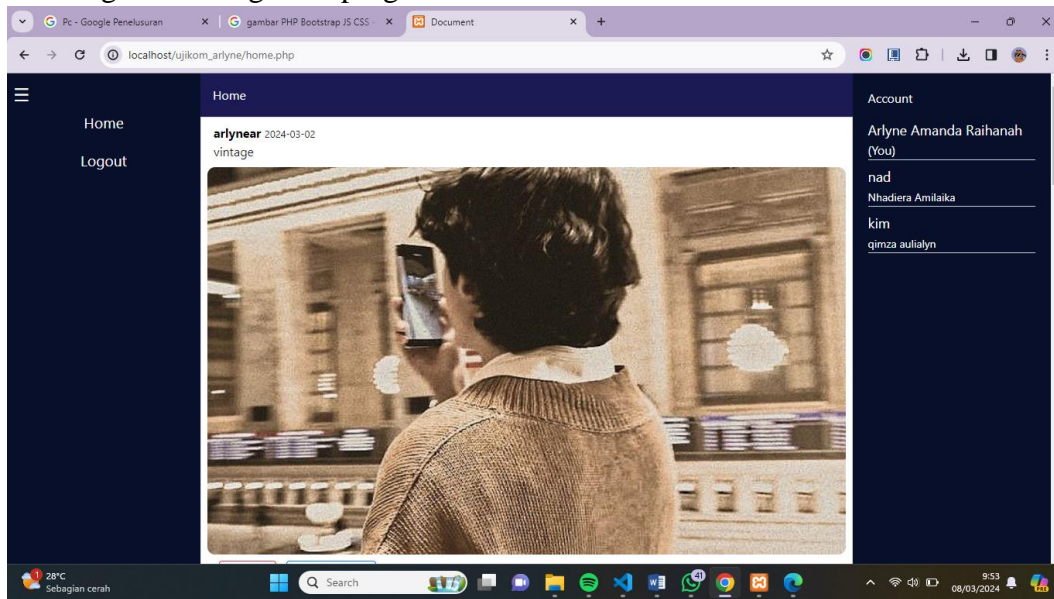 Pc - Google Penelusuran
gambar PHP Bootstrap JS CSS -
Document
localhost/ujikom_arlyne/home.php
Home
Logout
Home
arlynear 2024-03-02
vintage
Account
Arlyne Amanda Raihanah
(You)
nad
Nhadiera Amilaika
kim
qimza aulialyn
1
28°C
Sebagian cerah
Search
41
9:53
08/03/2024